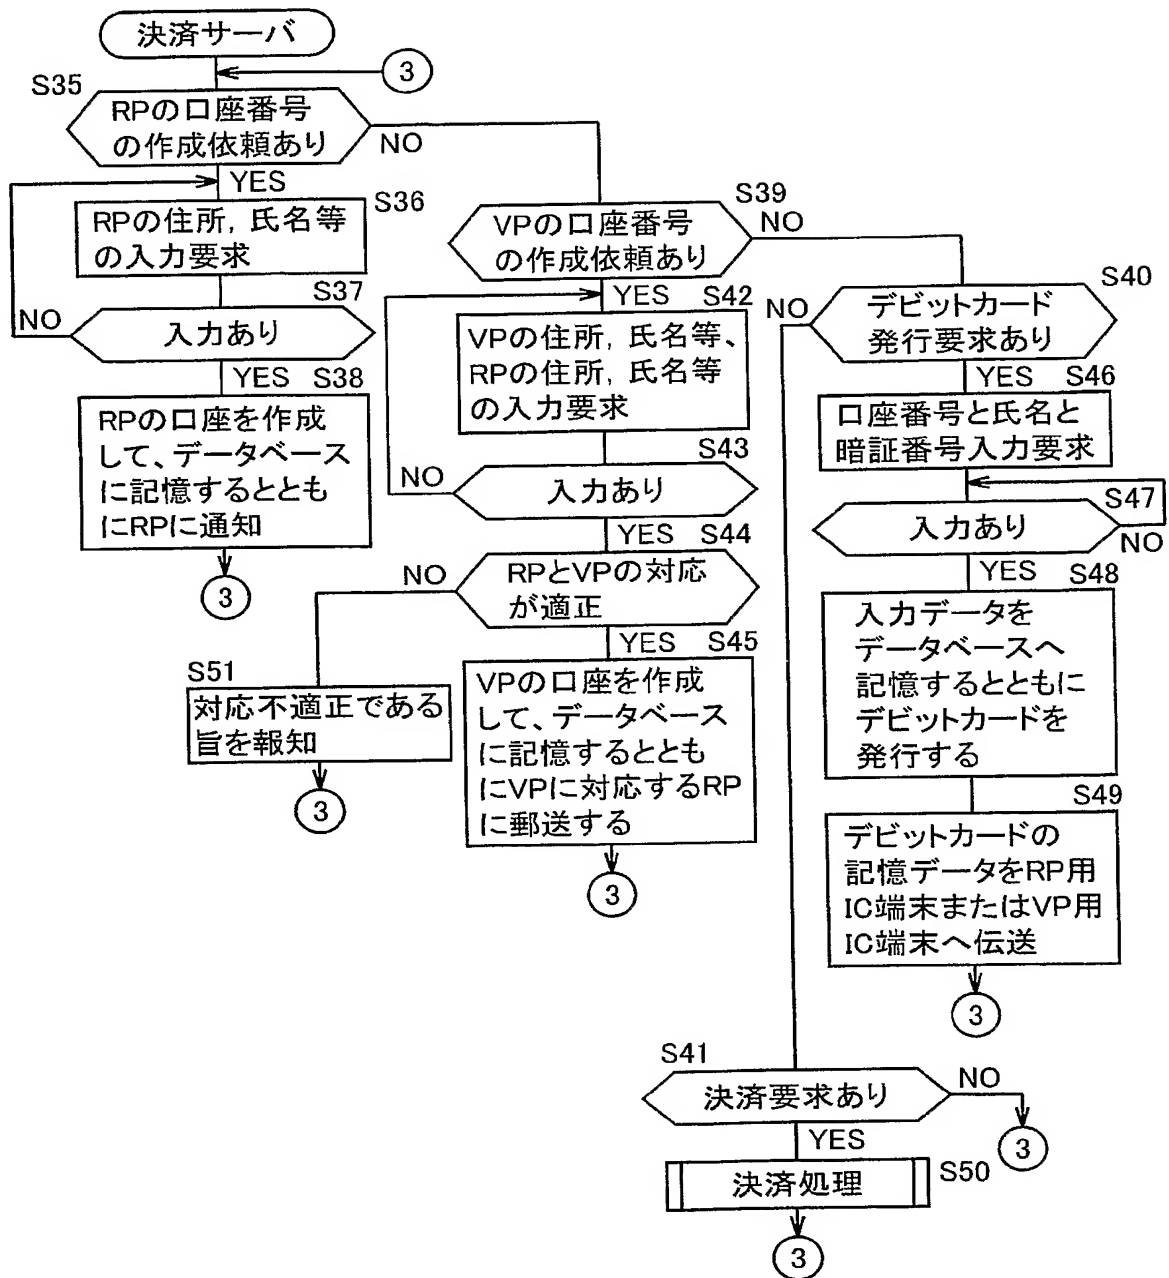 決済サーバ
3
S35
RPの口座番号
の作成依頼あり
NO
YES
S36
RPの住所, 氏名等
の入力要求
S37
NO
入力あり
YES S38
RPの口座を作成
して、データベース
に記憶するととも
にRPに通知
3
S39
VPの口座番号
の作成依頼あり
NO
YES S42
VPの住所, 氏名等、
RPの住所, 氏名等
の入力要求
S43
NO
入力あり
YES S44
NO
RPとVPの対応
が適正
YES S45
S51
対応不適正である
旨を報知
3
VPの口座を作成
して、データベース
に記憶するととも
にVPに対応するRP
に郵送する
3
S40
NO
デビットカード
発行要求あり
YES S46
口座番号と氏名と
暗証番号入力要求
S47
入力あり
NO
YES S48
入力データを
データベースへ
記憶するとともに
デビットカードを
発行する
S49
デビットカードの
記憶データをRP用
IC端末またはVP用
IC端末へ伝送
3
S41
決済要求あり
NO
3
YES
決済処理
S50
3